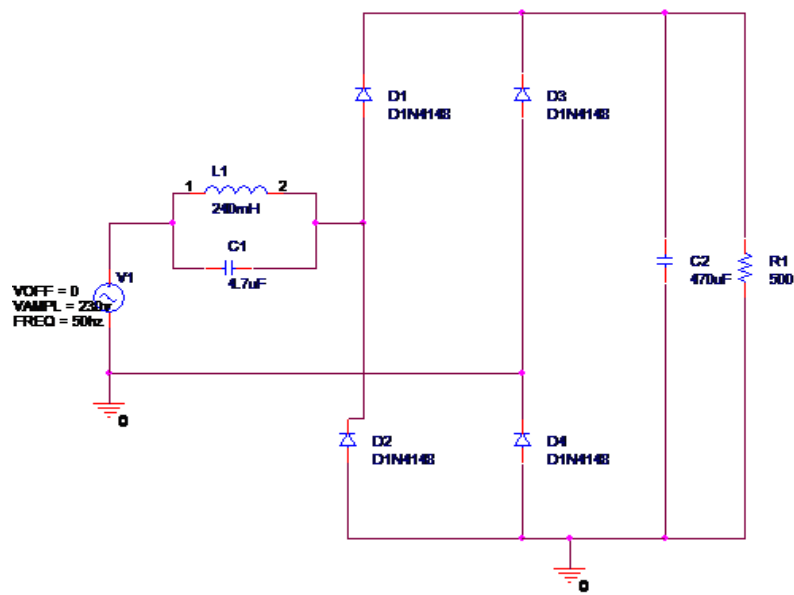 D1
D1N4148
D3
D1N4148
L1
1 2
240mH
C1
4.7uF
V1
VOFF = 0
VAMPL = 230v
FREQ = 50hz
0
C2
470uF
R1
500
D2
D1N4148
D4
D1N4148
0